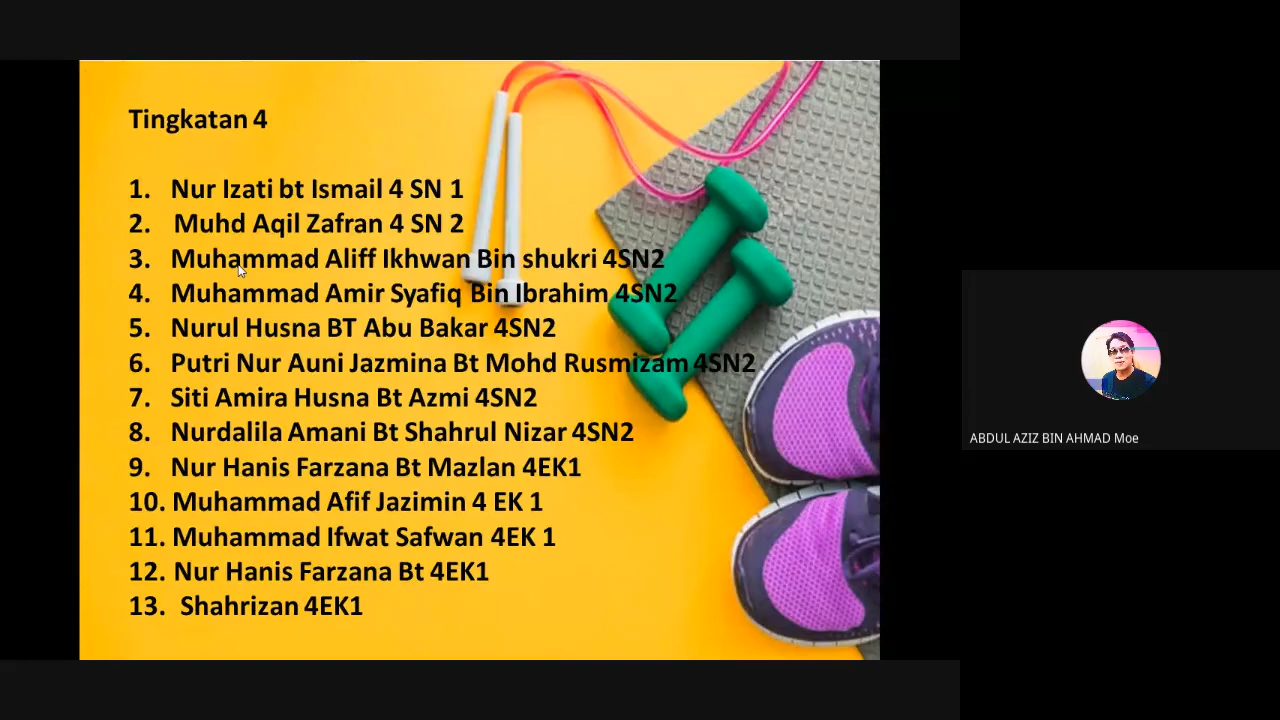 Tingkatan 4
1. Nur Izati bt Ismail 4 SN 1
2. Muhd Aqil Zafran 4 SN 2
3. Muhammad Aliff Ikhwan Bin shukri 4SN2
4. Muhammad Amir Syafiq Bin Ibrahim 4SN2
5. Nurul Husna BT Abu Bakar 4SN2
6. Putri Nur Auni Jazmina Bt Mohd Rusmizam 4SN2
7. Siti Amira Husna Bt Azmi 4SN2
8. Nurdalila Amani Bt Shahrul Nizar 4SN2
9. Nur Hanis Farzana Bt Mazlan 4EK1
10. Muhammad Afif Jazimin 4 EK 1
11. Muhammad Ifwat Safwan 4EK 1
12. Nur Hanis Farzana Bt 4EK1
13. Shahrizan 4EK1
ABDUL AZIZ BIN AHMAD Moe